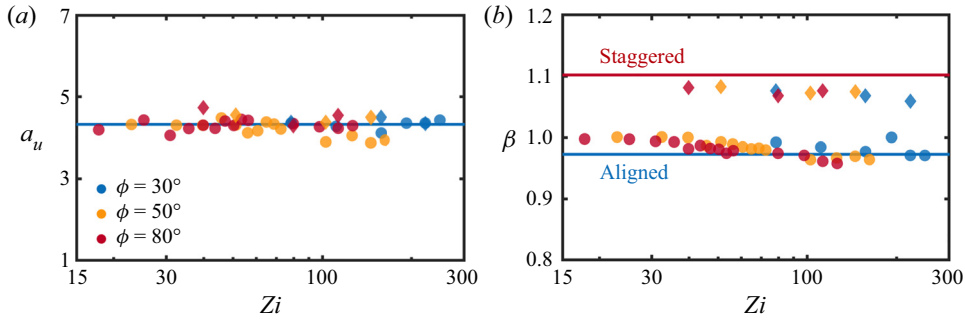 (a)
7
5
a_u
3
1
ϕ = 30°
ϕ = 50°
ϕ = 80°
15
30
100
300
Zi
(b)
1.2
1.1
1.0
β
0.9
0.8
Staggered
Aligned
15
30
100
300
Zi